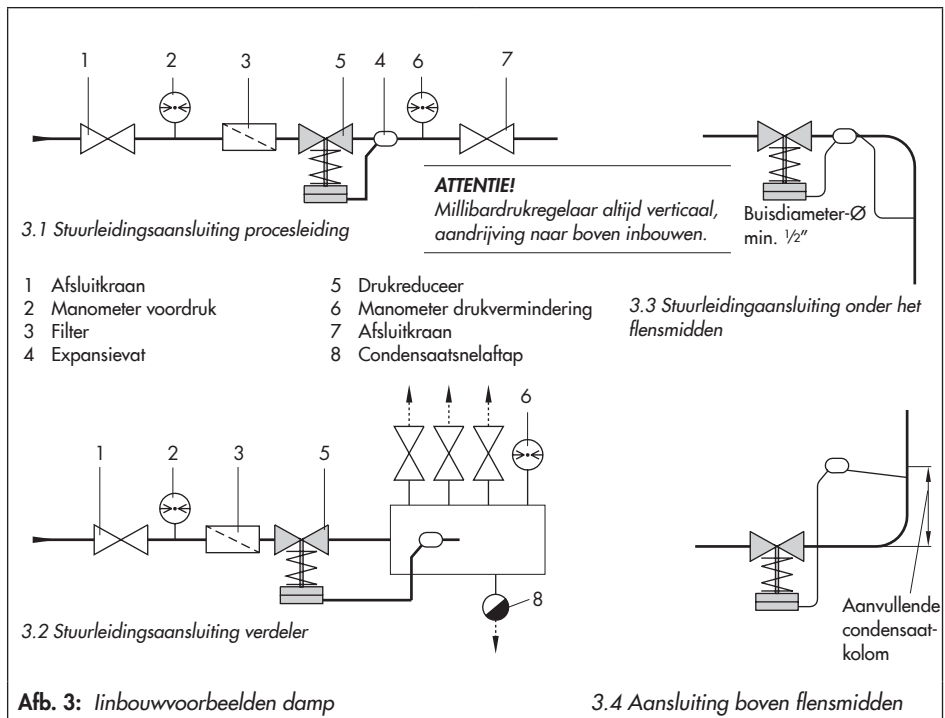 1 2 3 5 4 6 7
ATTENTIE!
Millibardrukregelaar altijd verticaal,
aandrijving naar boven inbouwen.
3.1 Stuurleidingsaansluiting procesleiding
Buisdiameter-Ø
min. ½″
3.3 Stuurleidingaansluiting onder het
flensmidden
1 Afsluitkraan
2 Manometer voordruk
3 Filter
4 Expansievat
5 Drukreduceer
6 Manometer drukvermindering
7 Afsluitkraan
8 Condensaatsnelaftap
1 2 3 5 6
8
3.2 Stuurleidingsaansluiting verdeler
Aanvullende
condensaat-
kolom
Afb. 3: Iinbouwvoorbeelden damp
3.4 Aansluiting boven flensmidden